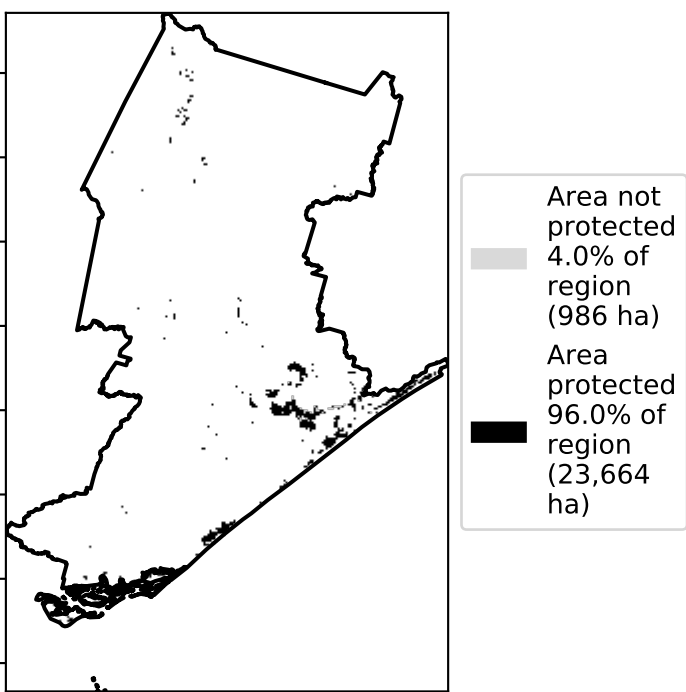 Area not
protected
4.0% of
region
(986 ha)
Area
protected
96.0% of
region
(23,664
ha)